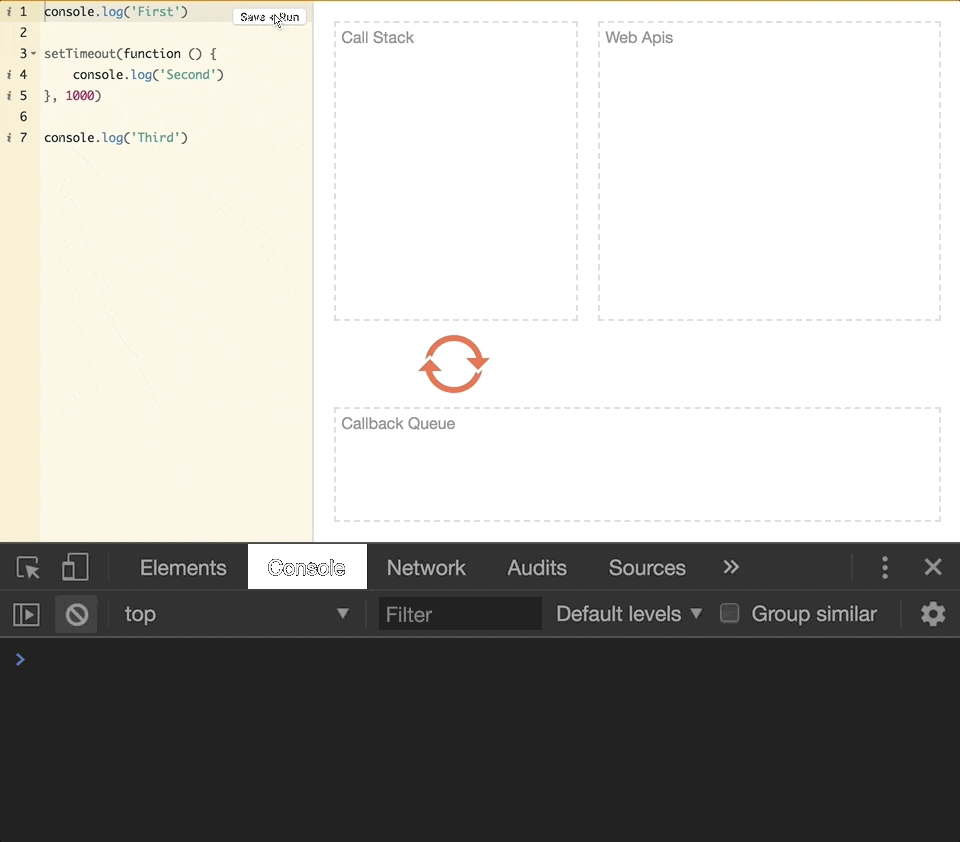 1 console.log('First')
Save + Run
2
3 setTimeout(function () {
4 console.log('Second')
5 }, 1000)
6
7 console.log('Third')
Call Stack
Web Apis
Callback Queue
Elements Console Network Audits Sources »
top ▼ Filter Default levels ▼ Group similar
>